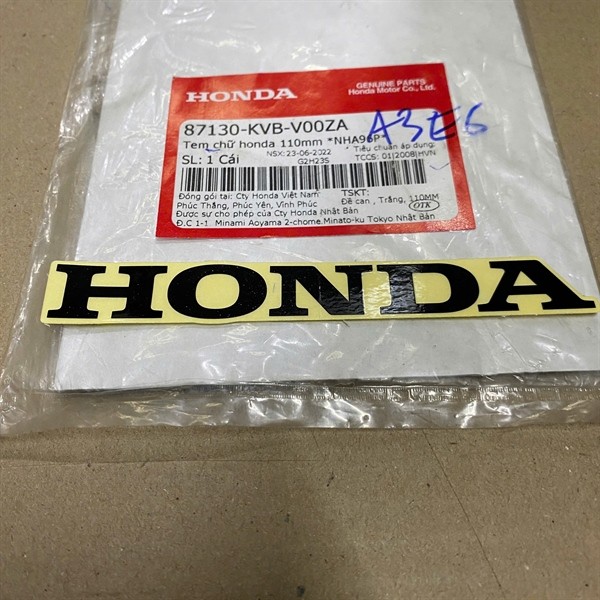 HONDA
GENUINE PARTS
Honda Motor Co., Ltd.
87130-KVB-V00ZA
A3E6
Tem chữ honda 110mm *NHA96P*
SL: 1 Cái
NSX:23-06-2022
G2H23S
Tiêu chuẩn áp dụng:
TCCS: 01|2008|HVN
Đóng gói tại: Cty Honda Việt Nam
Phúc Thắng, Phúc Yên, Vĩnh Phúc
Được sự cho phép của Cty Honda Nhật Bản
Đ.C 1-1 Minami Aoyama 2-chome.Minato-ku Tokyo Nhật Bản
TSKT:
Đề can , Trắng, 110MM
OTK
HONDA